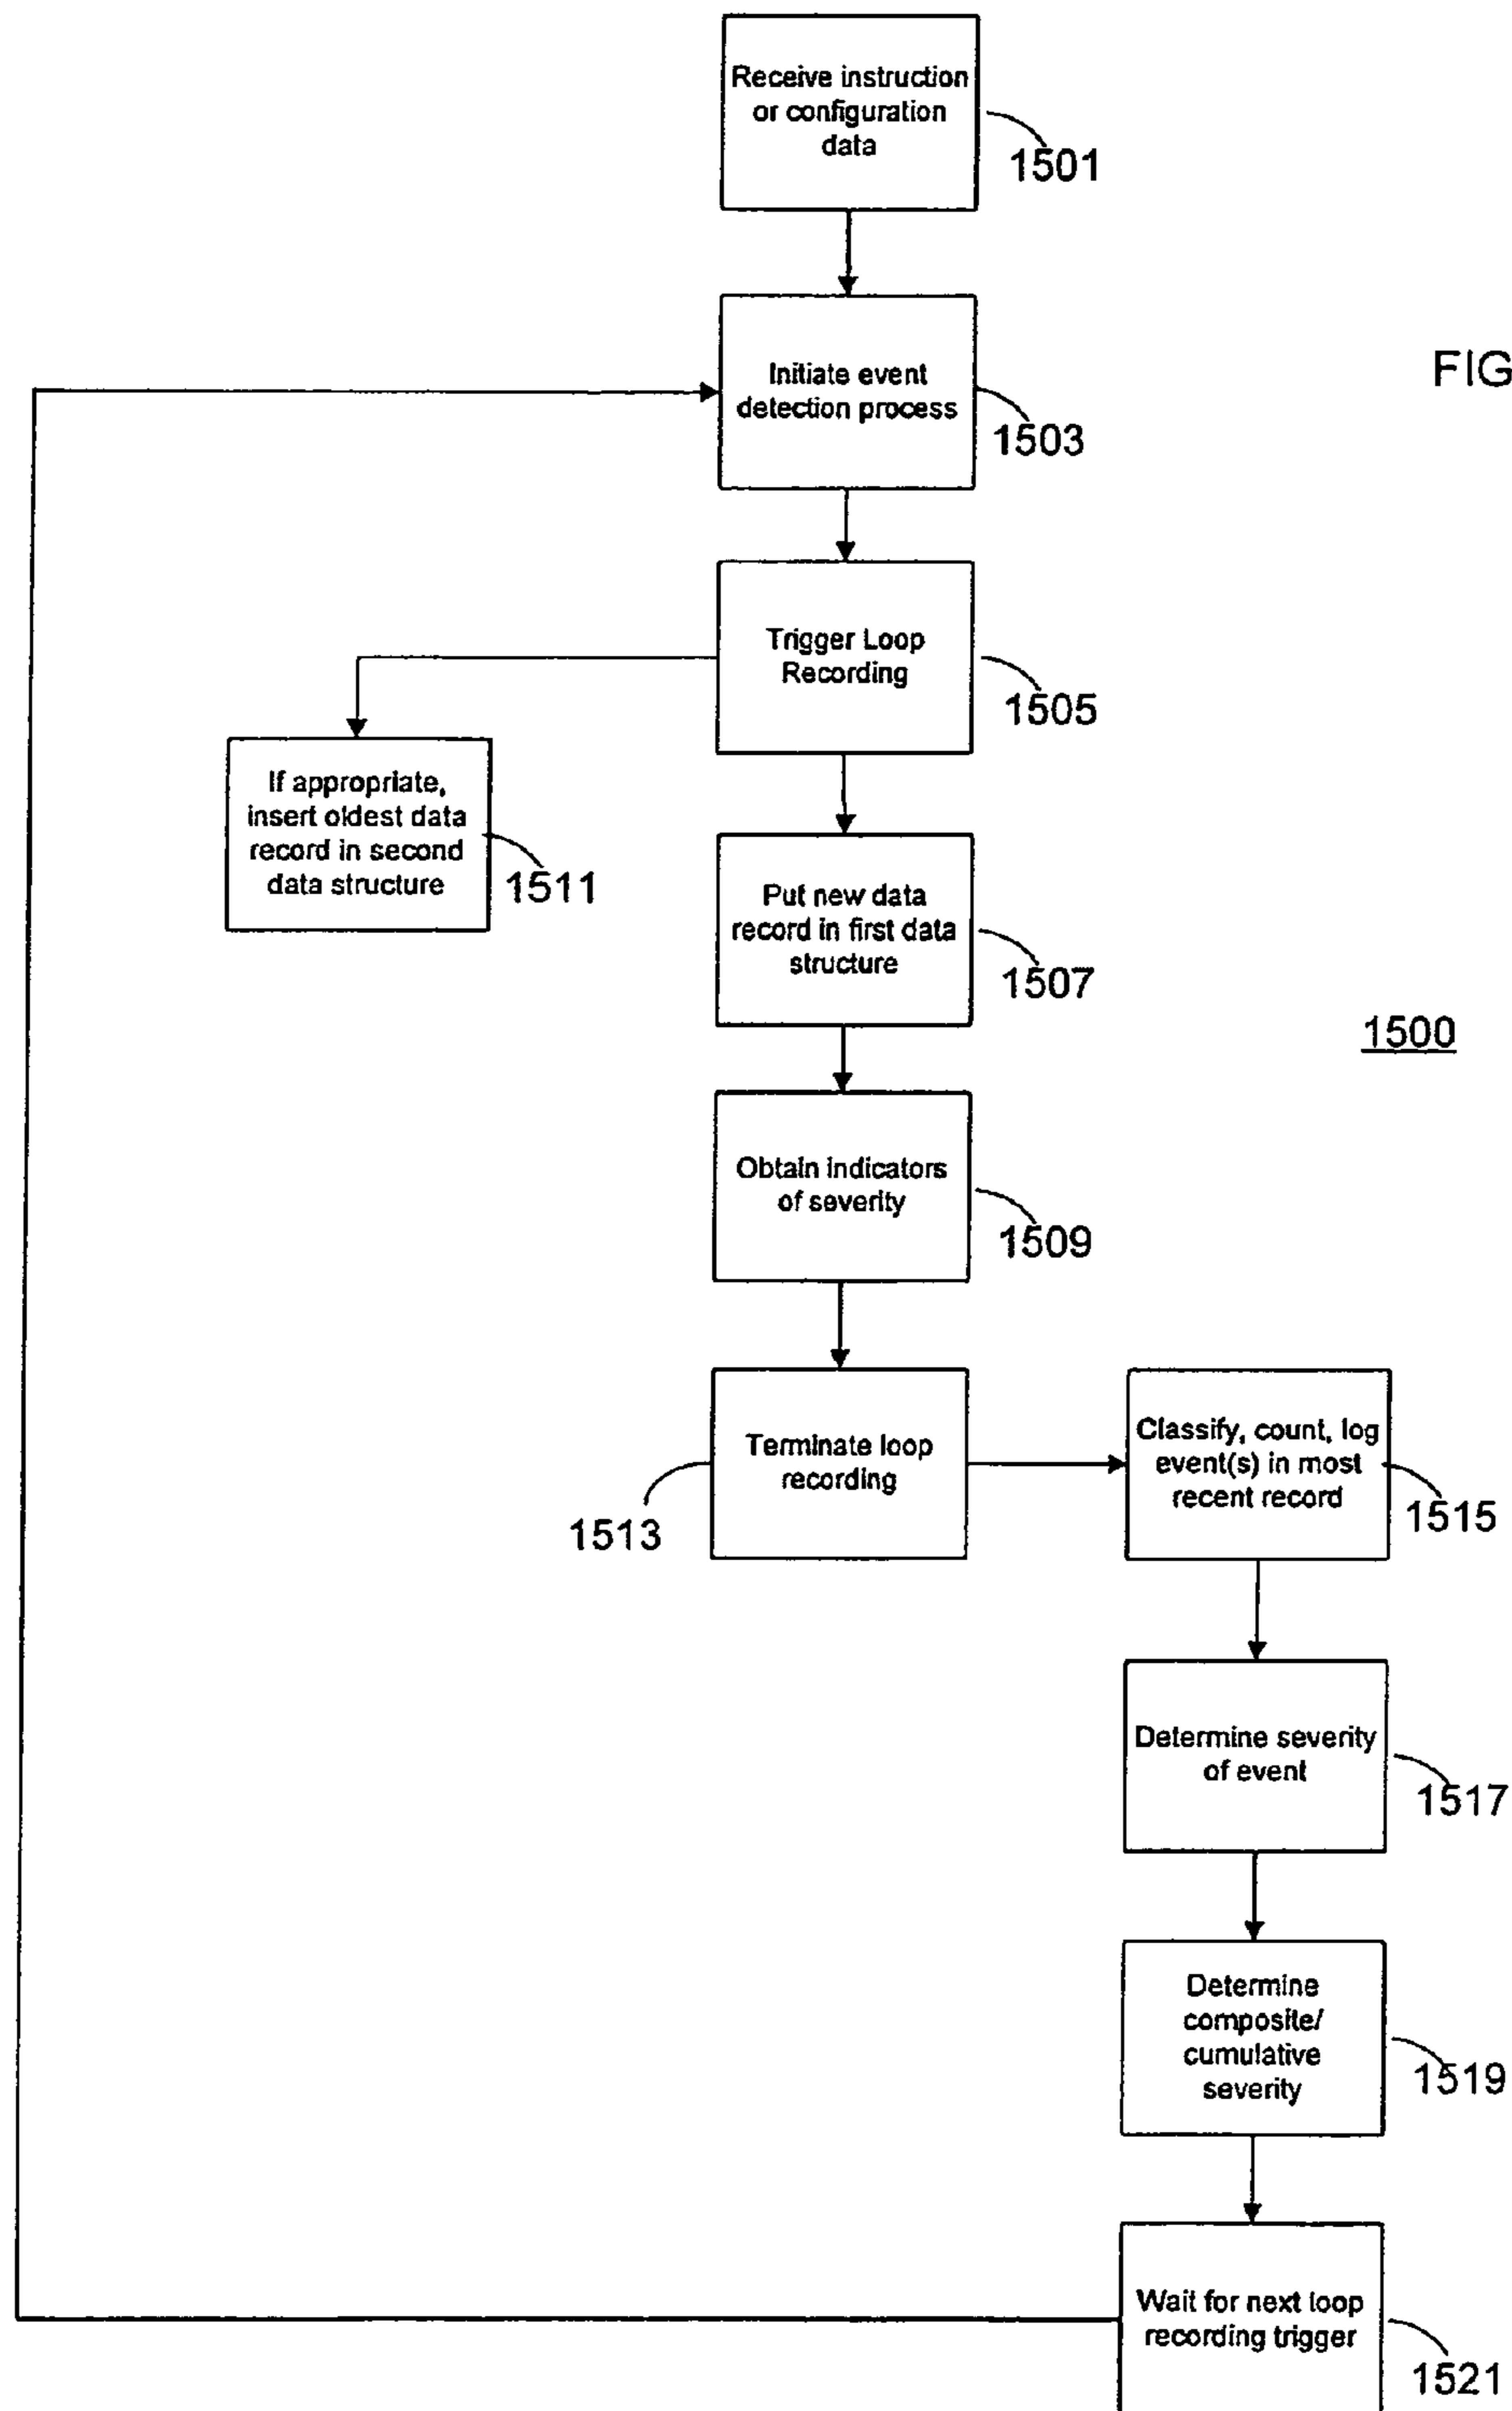 Receive instruction
or configuration
data
1501
FIG
Initiate event
detection process
1503
Trigger Loop
Recording
1505
If appropriate,
insert oldest data
record in second
data structure
1511
Put new data
record in first data
structure
1507
1500
Obtain indicators
of severity
1509
Terminate loop
recording
1513
Classify, count, log
event(s) in most
recent record
1515
Determine severity
of event
1517
Determine
composite/
cumulative
severity
1519
Wait for next loop
recording trigger
1521